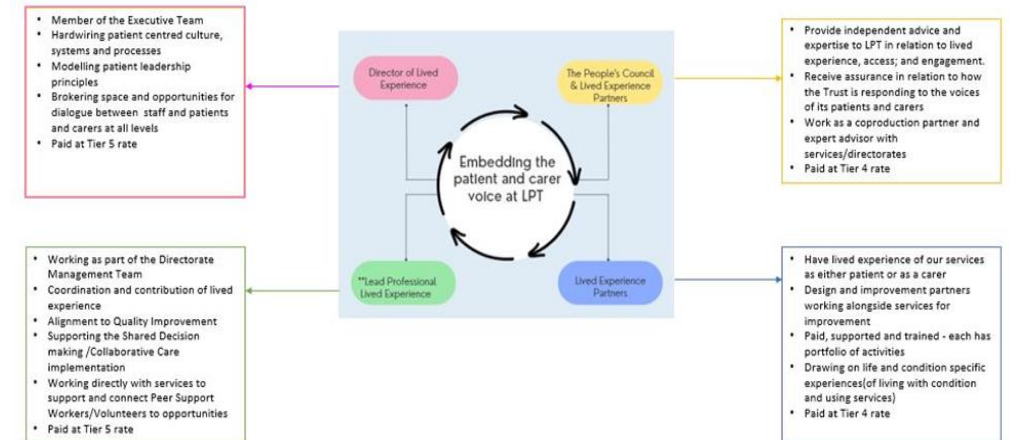 • Member of the Executive Team
• Hardwiring patient centred culture,
systems and processes
• Modelling patient leadership
principles
• Brokering space and opportunities for
dialogue between staff and patients
and carers at all levels
• Paid at Tier 5 rate
Director of Lived
Experience
The People's Council
& Lived Experience
Partners
• Provide independent advice and
expertise to LPT in relation to lived
experience, access; and engagement.
• Receive assurance in relation to how
the Trust is responding to the voices
of its patients and carers
• Work as a coproduction partner and
expert advisor with
services/directorates
• Paid at Tier 4 rate
Embedding the
patient and carer
voice at LPT
• Working as part of the Directorate
Management Team
• Coordination and contribution of lived
experience
• Alignment to Quality Improvement
• Supporting the Shared Decision
making /Collaborative Care
implementation
• Working directly with services to
support and connect Peer Support
Workers/Volunteers to opportunities
• Paid at Tier 5 rate
**Lead Professional
Lived Experience
Lived Experience
Partners
• Have lived experience of our services
as either patient or as a carer
• Design and improvement partners
working alongside services for
improvement
• Paid, supported and trained - each has
portfolio of activities
• Drawing on life and condition specific
experiences(of living with condition
and using services)
• Paid at Tier 4 rate